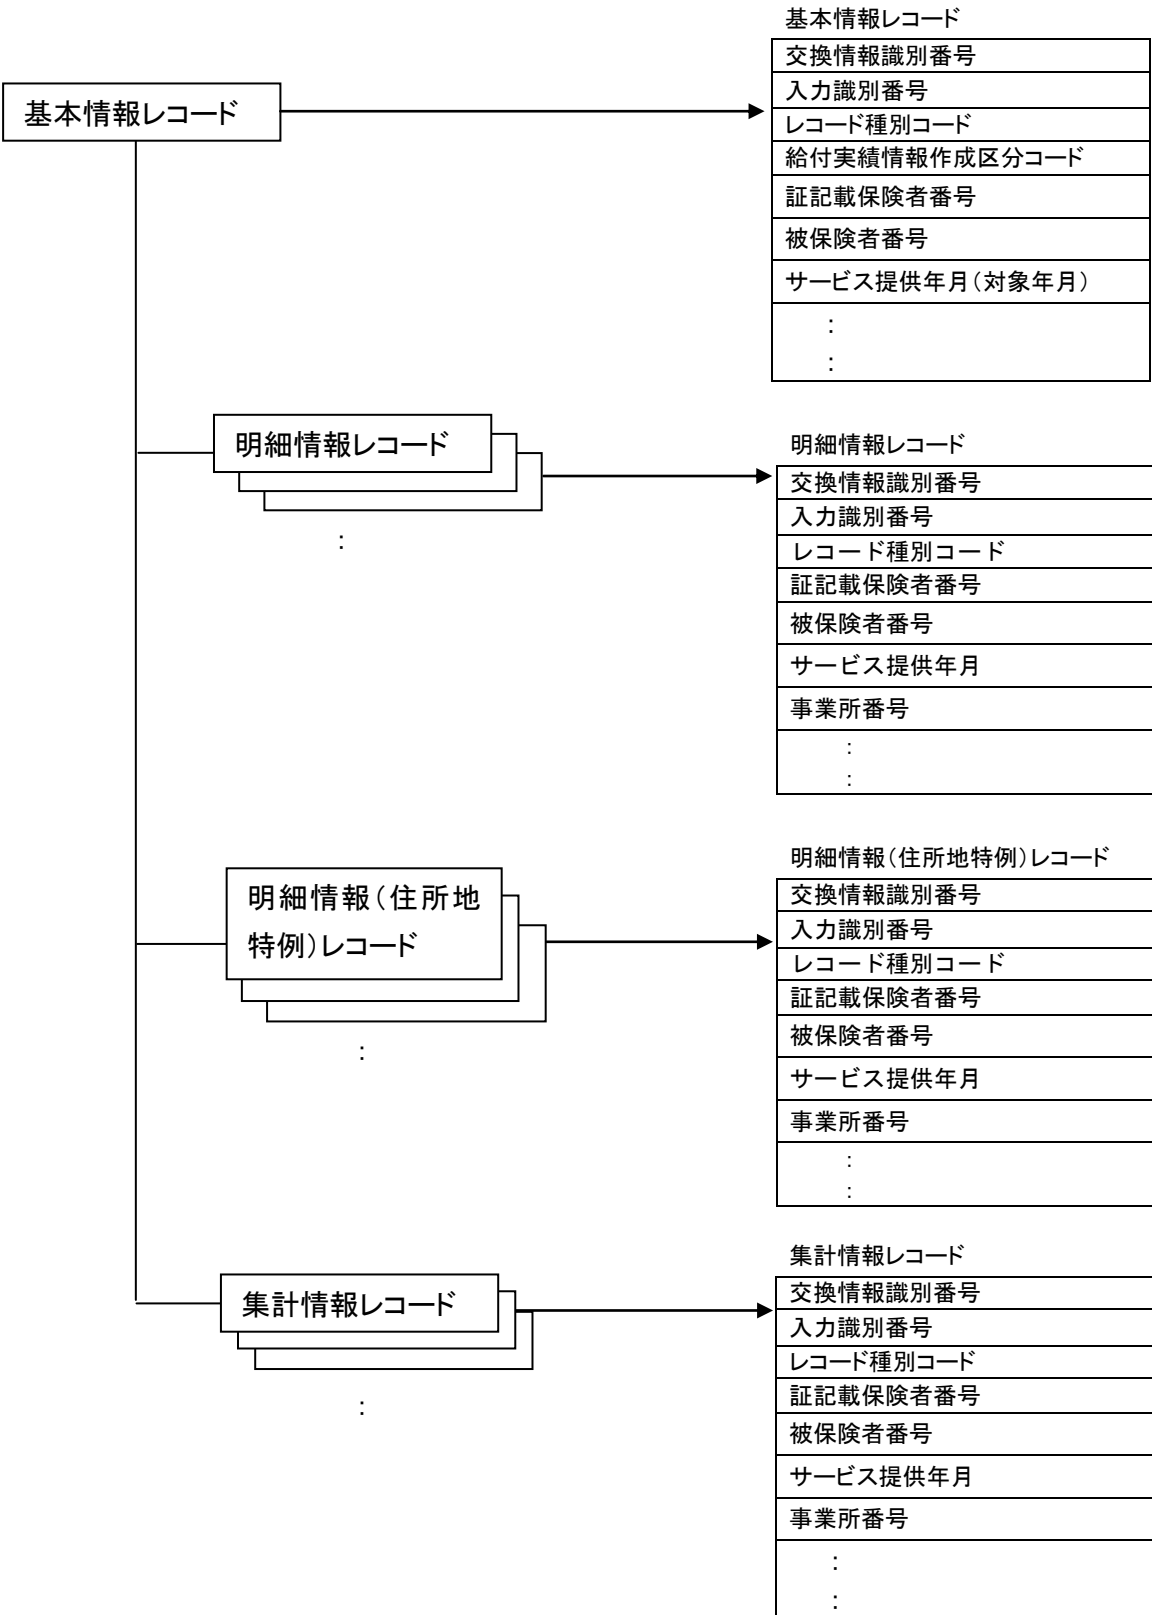 基本情報レコード
基本情報レコード
交換情報識別番号
入力識別番号
レコード種別コード
給付実績情報作成区分コード
証記載保険者番号
被保険者番号
サービス提供年月（対象年月）
：
：
明細情報レコード
：
明細情報レコード
交換情報識別番号
入力識別番号
レコード種別コード
証記載保険者番号
被保険者番号
サービス提供年月
事業所番号
：
：
明細情報（住所地
特例）レコード
：
明細情報（住所地特例）レコード
交換情報識別番号
入力識別番号
レコード種別コード
証記載保険者番号
被保険者番号
サービス提供年月
事業所番号
：
：
集計情報レコード
：
集計情報レコード
交換情報識別番号
入力識別番号
レコード種別コード
証記載保険者番号
被保険者番号
サービス提供年月
事業所番号
：
：